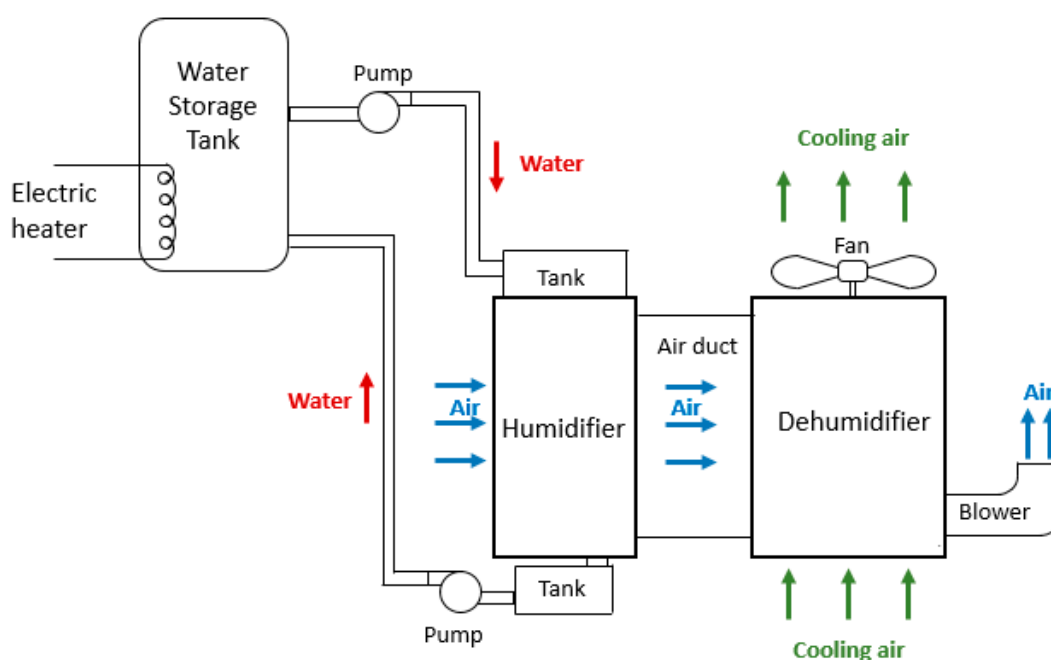 Water
Storage
Tank
Pump
Electric
heater
Water
Cooling air
Fan
Tank
Air duct
Water
Air
Humidifier
Air
Dehumidifier
Air
Blower
Tank
Pump
Cooling air